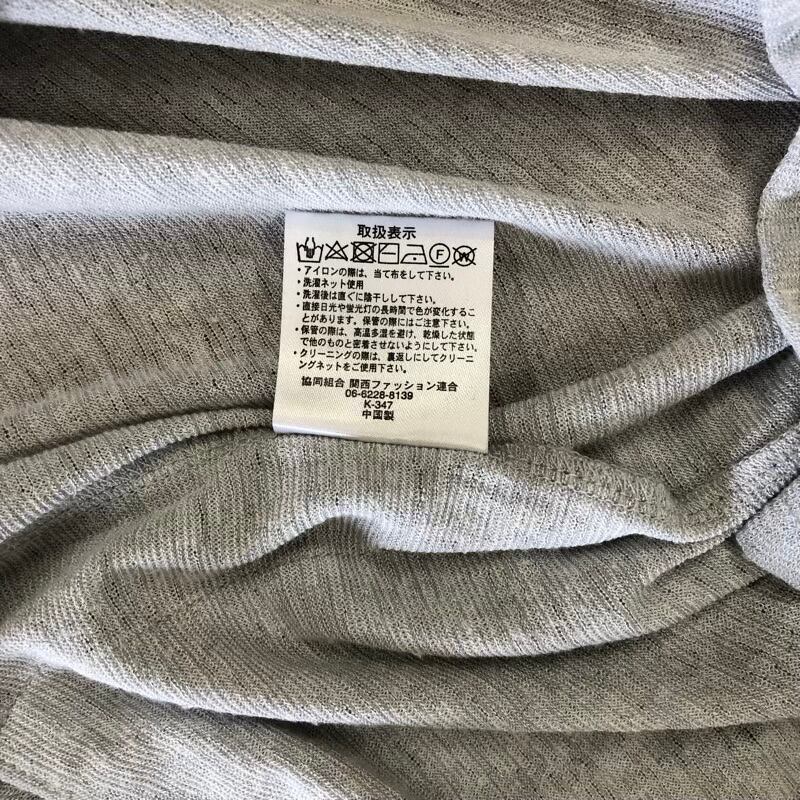 取扱表示
・アイロンの際は、当て布をして下さい。
・洗濯ネット使用
・洗濯後は直ぐに陰干しして下さい。
・直接日光や蛍光灯の長時間で色が変化するこ
とがあります。保管の際にはご注意下さい。
・保管の際は、高温多湿を避け、乾燥した状態
で他のものと密着させないようにして下さい。
・クリーニングの際は、裏返しにしてクリーニ
ングネットをご使用下さい。
協同組合 関西ファッション連合
06-6228-8139
K-347
中国製